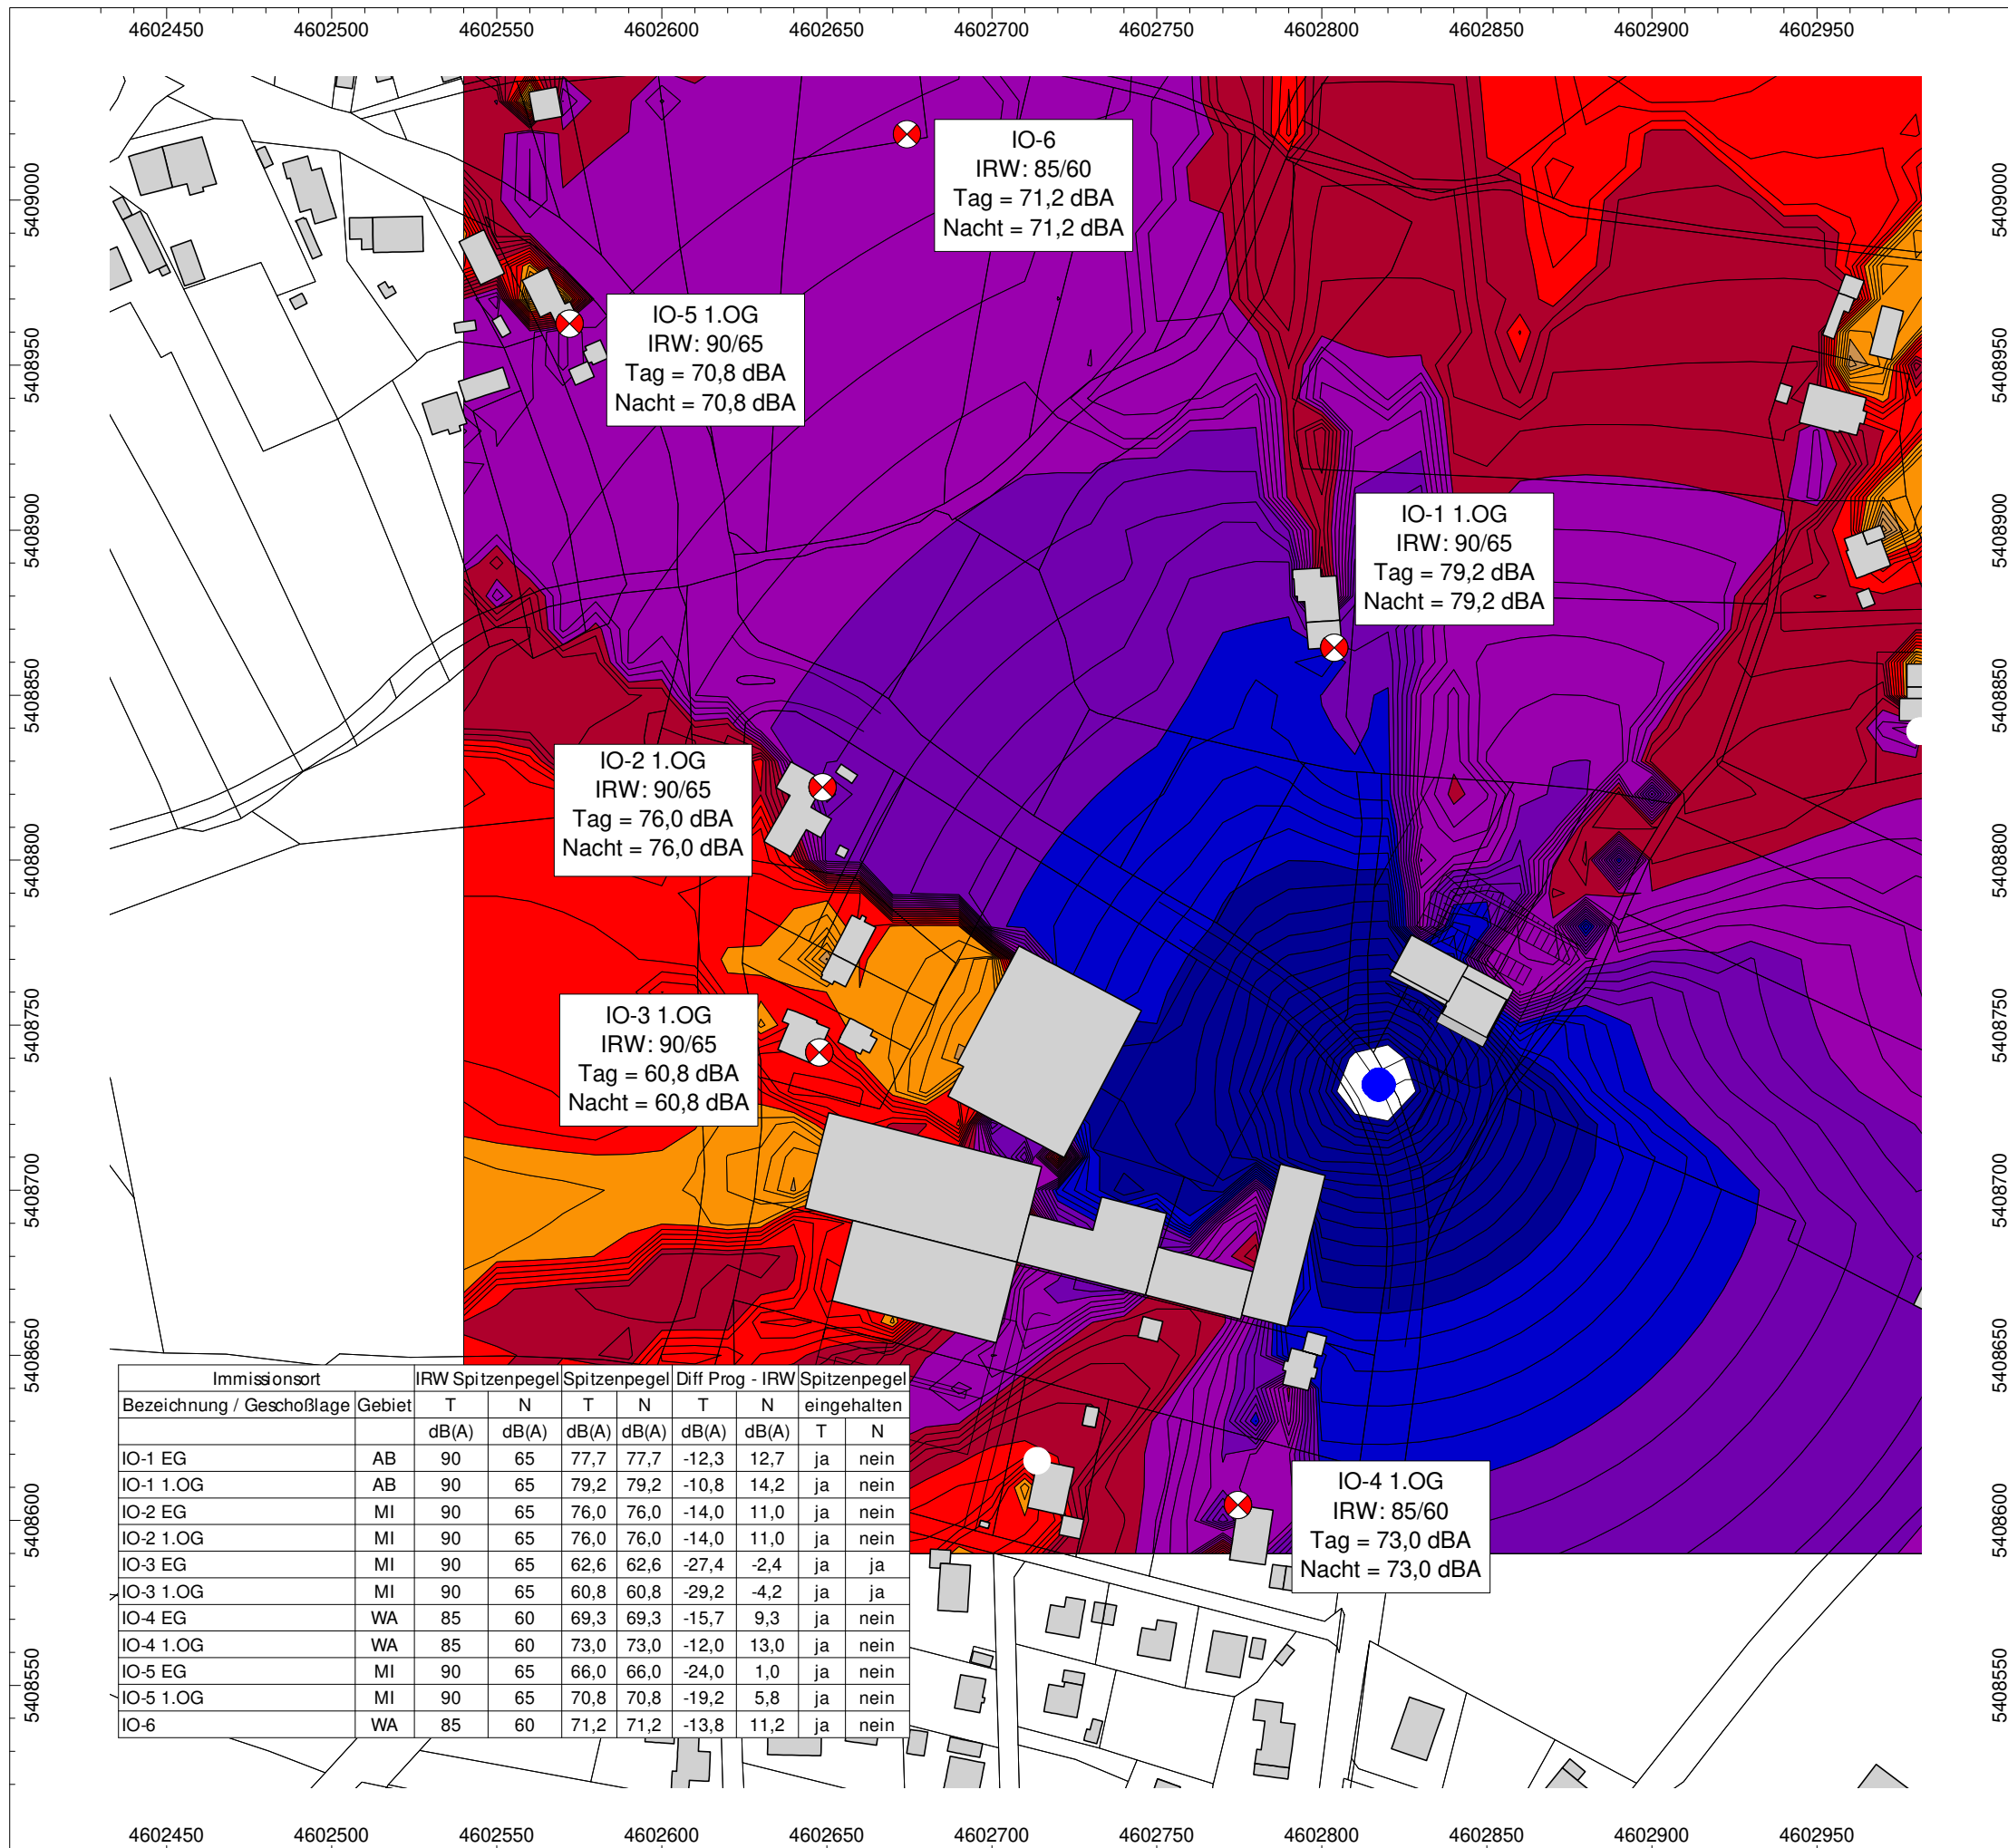 4602450 4602500 4602550 4602600 4602650 4602700 4602750 4602800 4602850 4602900 4602950
5409000
5408950
5408900
5408850
5408800
5408750
5408700
5408650
5408600
5408550
5409000
5408950
5408900
5408850
5408800
5408750
5408700
5408650
5408600
5408550
IO-6
IRW: 85/60
Tag = 71,2 dBA
Nacht = 71,2 dBA
IO-5 1.OG
IRW: 90/65
Tag = 70,8 dBA
Nacht = 70,8 dBA
IO-1 1.OG
IRW: 90/65
Tag = 79,2 dBA
Nacht = 79,2 dBA
IO-2 1.OG
IRW: 90/65
Tag = 76,0 dBA
Nacht = 76,0 dBA
IO-3 1.OG
IRW: 90/65
Tag = 60,8 dBA
Nacht = 60,8 dBA
IO-4 1.OG
IRW: 85/60
Tag = 73,0 dBA
Nacht = 73,0 dBA
Immissionsort IRW Spitzenpegel Spitzenpegel Diff Prog - IRW Spitzenpegel
Bezeichnung / Geschoßlage Gebiet T N T N T N eingehalten
dB(A) dB(A) dB(A) dB(A) dB(A) dB(A) T N
IO-1 EG AB 90 65 77,7 77,7 -12,3 12,7 ja nein
IO-1 1.OG AB 90 65 79,2 79,2 -10,8 14,2 ja nein
IO-2 EG MI 90 65 76,0 76,0 -14,0 11,0 ja nein
IO-2 1.OG MI 90 65 76,0 76,0 -14,0 11,0 ja nein
IO-3 EG MI 90 65 62,6 62,6 -27,4 -2,4 ja ja
IO-3 1.OG MI 90 65 60,8 60,8 -29,2 -4,2 ja ja
IO-4 EG WA 85 60 69,3 69,3 -15,7 9,3 ja nein
IO-4 1.OG WA 85 60 73,0 73,0 -12,0 13,0 ja nein
IO-5 EG MI 90 65 66,0 66,0 -24,0 1,0 ja nein
IO-5 1.OG MI 90 65 70,8 70,8 -19,2 5,8 ja nein
IO-6 WA 85 60 71,2 71,2 -13,8 11,2 ja nein
4602450 4602500 4602550 4602600 4602650 4602700 4602750 4602800 4602850 4602900 4602950